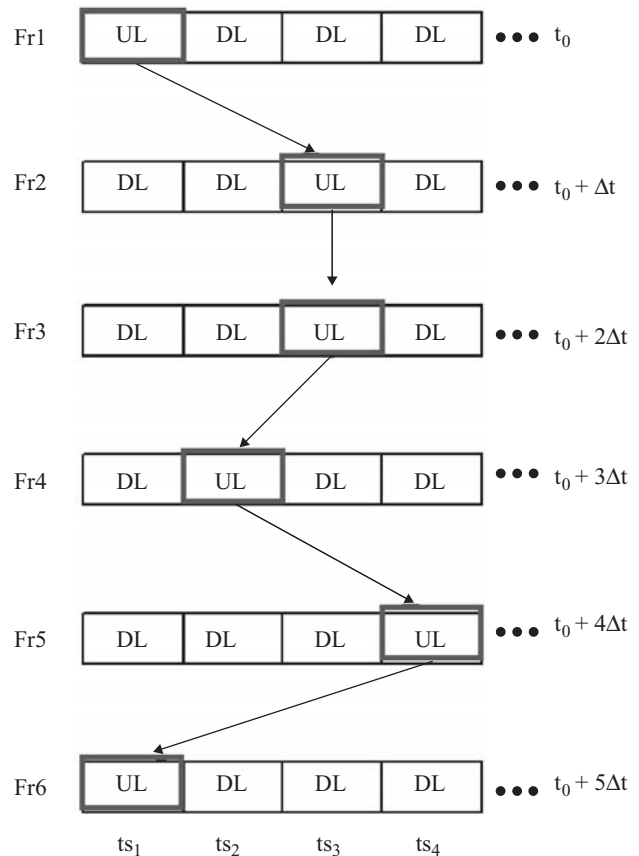 Fr1 UL DL DL DL ••• t₀
Fr2 DL DL UL DL ••• t₀ + Δt
Fr3 DL DL UL DL ••• t₀ + 2Δt
Fr4 DL UL DL DL ••• t₀ + 3Δt
Fr5 DL DL DL UL ••• t₀ + 4Δt
Fr6 UL DL DL DL ••• t₀ + 5Δt
ts₁ ts₂ ts₃ ts₄